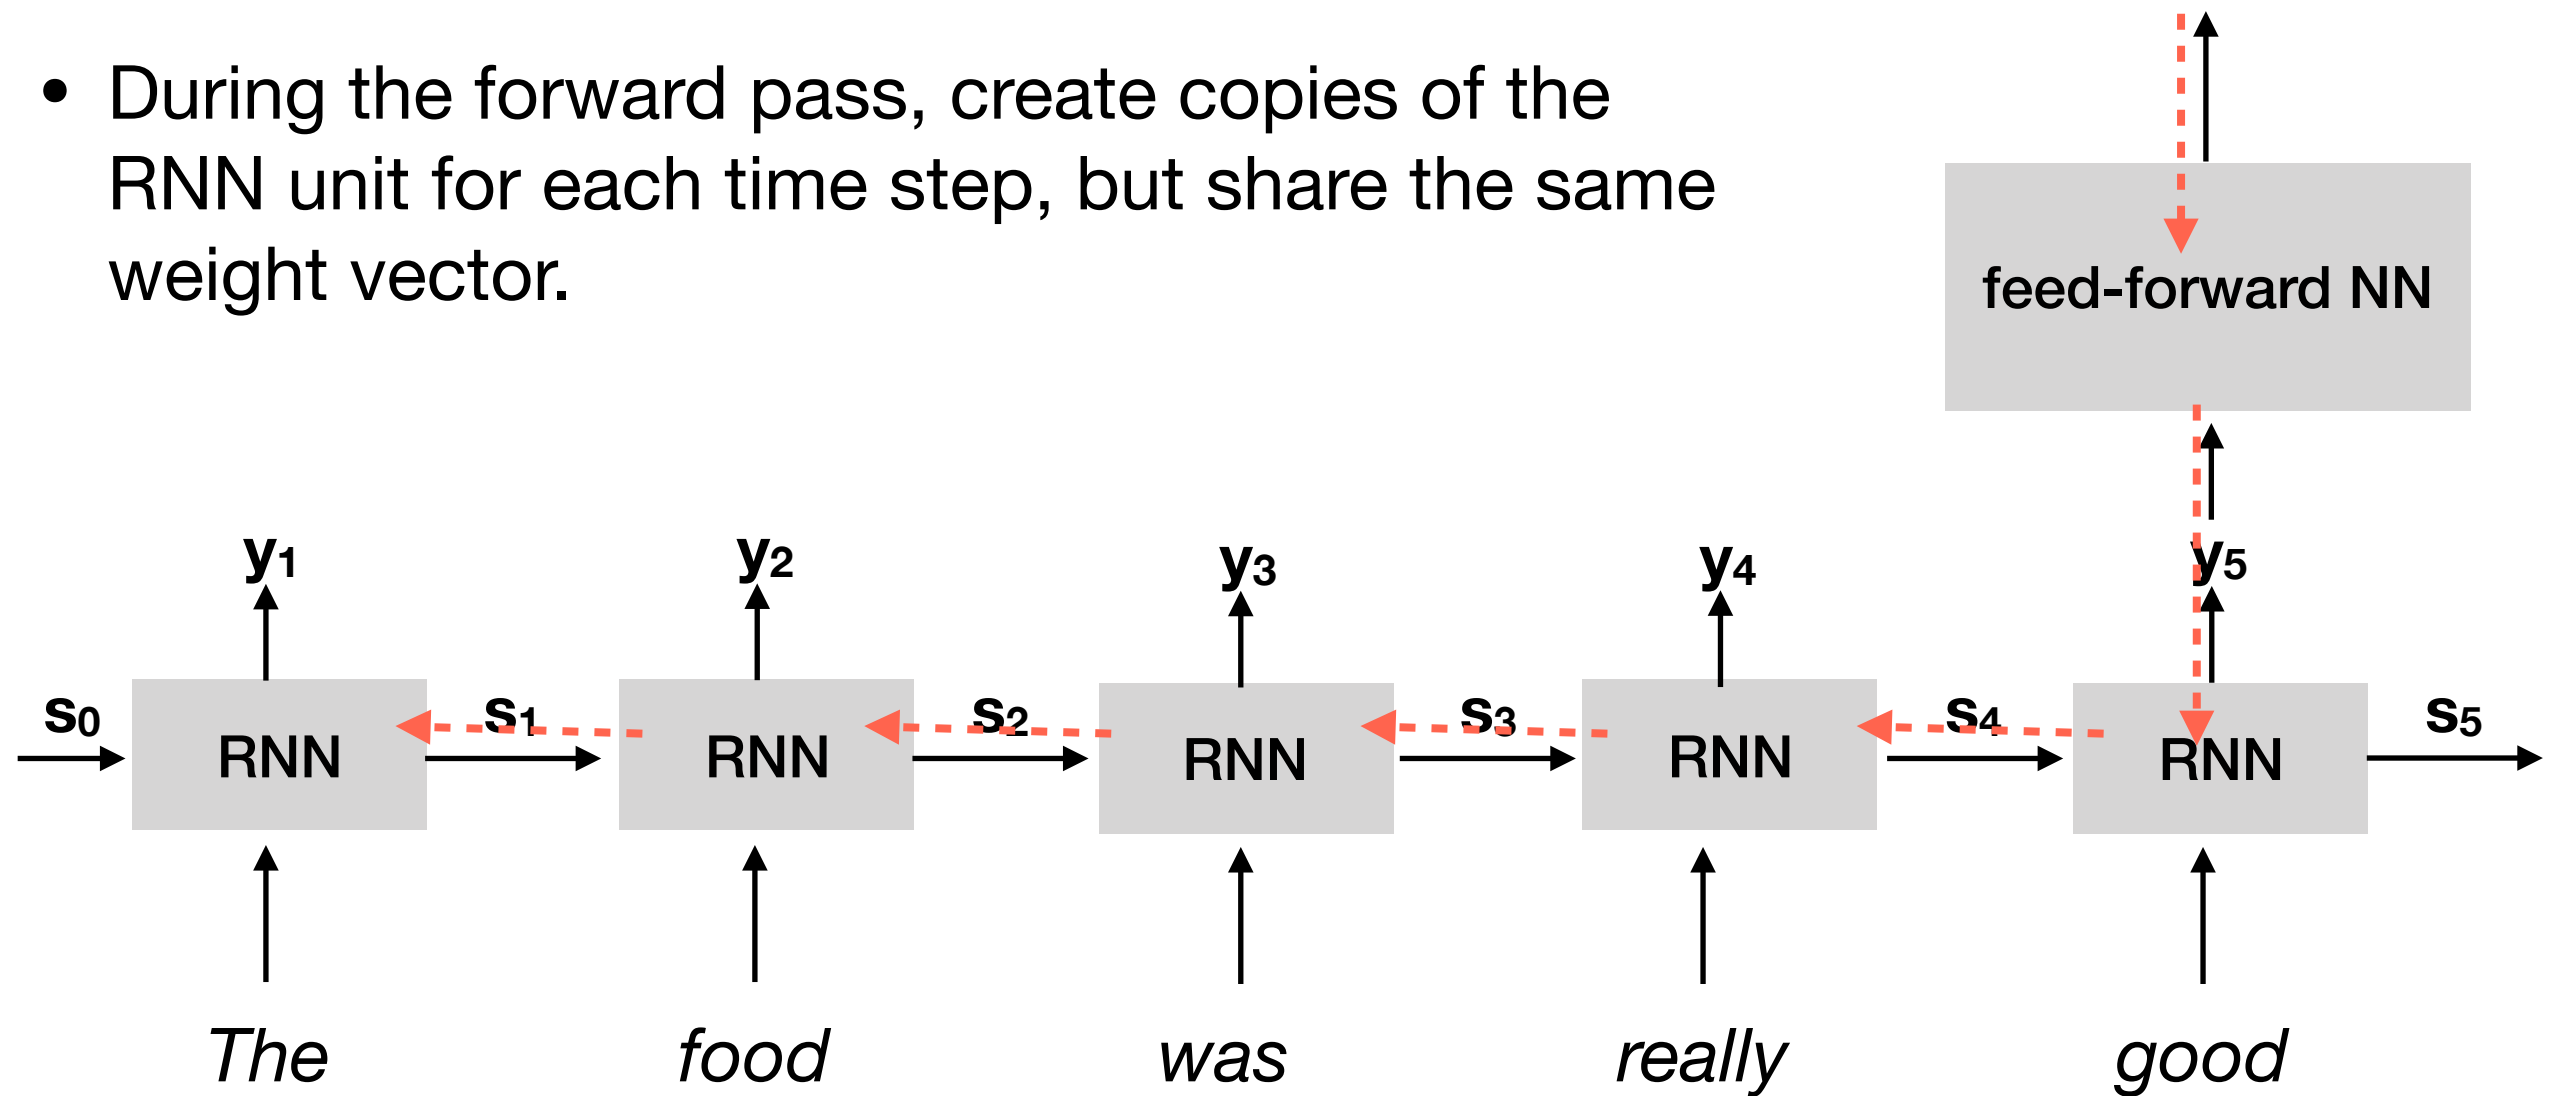 • During the forward pass, create copies of the
RNN unit for each time step, but share the same
weight vector.
feed-forward NN
y1 y2 y3 y4 y5
s0 s1 s2 s3 s4 s5
RNN RNN RNN RNN RNN
The food was really good